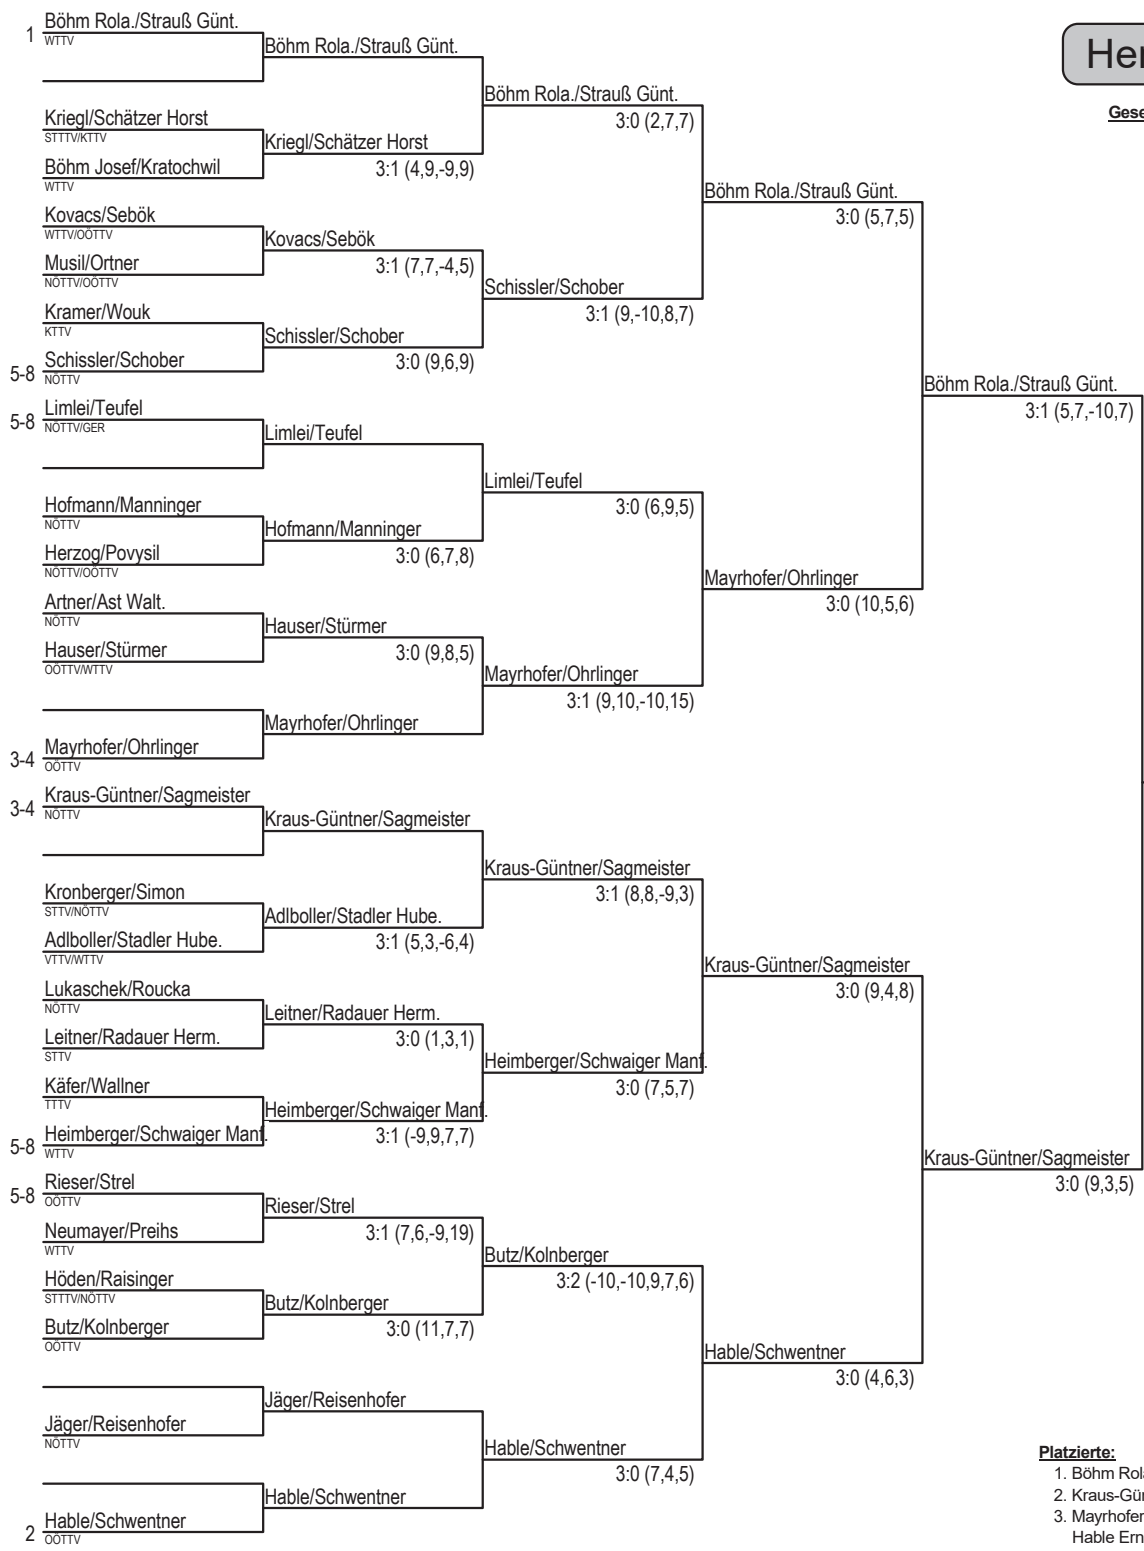 1 Böhm Rola./Strauß Günt.
WTTV
Kriegl/Schätzer Horst
STTTV/KTTV
Böhm Josef/Kratochwil
WTTV
Kovacs/Sebök
WTTV/OÖTTV
Musil/Ortner
NÖTTV/OÖTTV
Kramer/Wouk
KTTV
5-8 Schissler/Schober
NÖTTV
5-8 Limlei/Teufel
NÖTTV/GER
Hofmann/Manninger
NÖTTV
Herzog/Povysil
NÖTTV/OÖTTV
Artner/Ast Walt.
NÖTTV
Hauser/Stürmer
OÖTTV/WTTV
3-4 Mayrhofer/Ohrlinger
OÖTTV
3-4 Kraus-Güntner/Sagmeister
NÖTTV
Kronberger/Simon
STTV/NÖTTV
Adlboller/Stadler Hube.
VTTV/WTTV
Lukaschek/Roucka
NÖTTV
Leitner/Radauer Herm.
STTV
Käfer/Wallner
TTTV
5-8 Heimberger/Schwaiger Manf.
WTTV
5-8 Rieser/Strel
OÖTTV
Neumayer/Preihs
WTTV
Höden/Raisinger
STTTV/NÖTTV
Butz/Kolnberger
OÖTTV
Jäger/Reisenhofer
NÖTTV
2 Hable/Schwentner
OÖTTV
Böhm Rola./Strauß Günt.
Kriegl/Schätzer Horst
3:1 (4,9,-9,9)
Kovacs/Sebök
3:1 (7,7,-4,5)
Schissler/Schober
3:0 (9,6,9)
Limlei/Teufel
Hofmann/Manninger
3:0 (6,7,8)
Hauser/Stürmer
3:0 (9,8,5)
Mayrhofer/Ohrlinger
Kraus-Güntner/Sagmeister
Adlboller/Stadler Hube.
3:1 (5,3,-6,4)
Leitner/Radauer Herm.
3:0 (1,3,1)
Heimberger/Schwaiger Manf.
3:1 (-9,9,7,7)
Rieser/Strel
3:1 (7,6,-9,19)
Butz/Kolnberger
3:0 (11,7,7)
Jäger/Reisenhofer
Hable/Schwentner
Böhm Rola./Strauß Günt.
3:0 (2,7,7)
Schissler/Schober
3:1 (9,-10,8,7)
Limlei/Teufel
3:0 (6,9,5)
Mayrhofer/Ohrlinger
3:1 (9,10,-10,15)
Kraus-Güntner/Sagmeister
3:1 (8,8,-9,3)
Heimberger/Schwaiger Manf.
3:0 (7,5,7)
Butz/Kolnberger
3:2 (-10,-10,9,7,6)
Hable/Schwentner
3:0 (7,4,5)
Böhm Rola./Strauß Günt.
3:0 (5,7,5)
Mayrhofer/Ohrlinger
3:0 (10,5,6)
Kraus-Güntner/Sagmeister
3:0 (9,4,8)
Hable/Schwentner
3:0 (4,6,3)
Böhm Rola./Strauß Günt.
3:1 (5,7,-10,7)
Kraus-Güntner/Sagmeister
3:0 (9,3,5)
Platzierte:
1. Böhm
2.
3. Mayrhofer
Hable